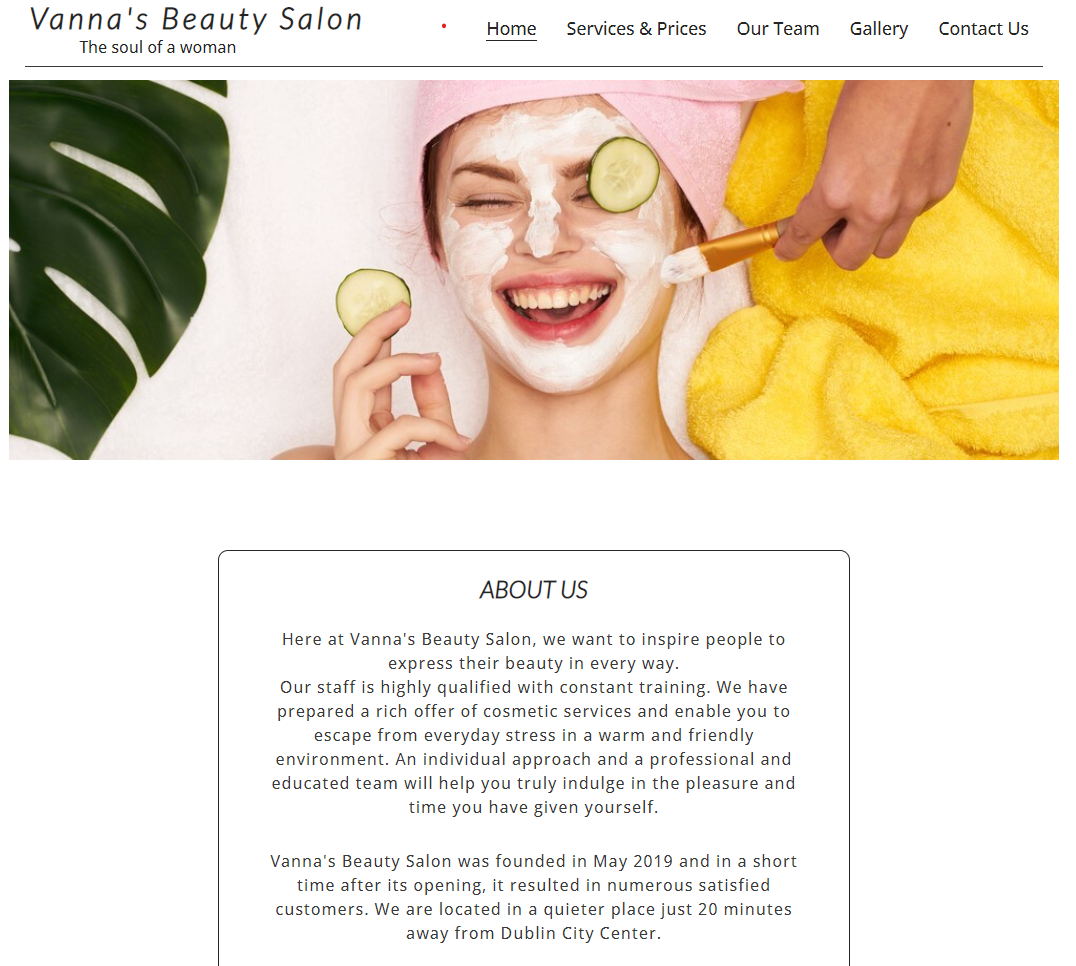 Vanna's Beauty Salon
The soul of a woman
Home Services & Prices Our Team Gallery Contact Us
ABOUT US
Here at Vanna's Beauty Salon, we want to inspire people to
express their beauty in every way.
Our staff is highly qualified with constant training. We have
prepared a rich offer of cosmetic services and enable you to
escape from everyday stress in a warm and friendly
environment. An individual approach and a professional and
educated team will help you truly indulge in the pleasure and
time you have given yourself.
Vanna's Beauty Salon was founded in May 2019 and in a short
time after its opening, it resulted in numerous satisfied
customers. We are located in a quieter place just 20 minutes
away from Dublin City Center.